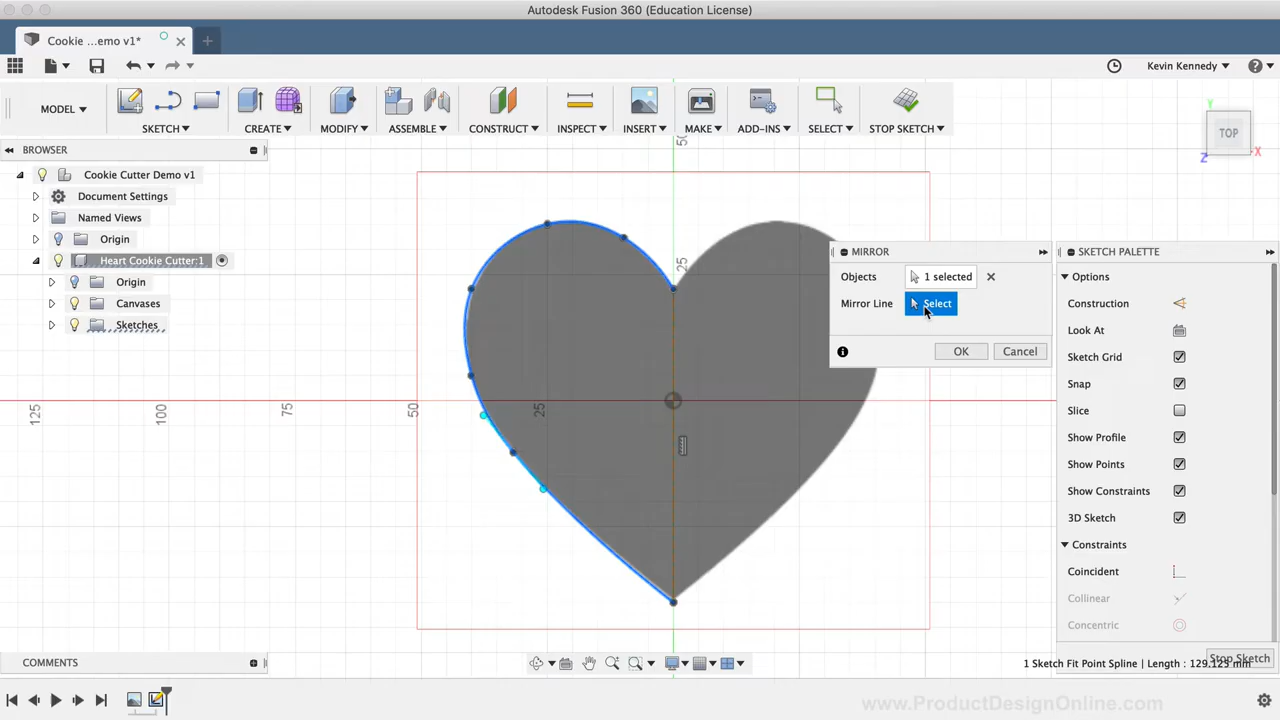 Autodesk Fusion 360 (Education License)
Cookie ...emo v1*
Kevin Kennedy
MODEL
SKETCH
CREATE
MODIFY
ASSEMBLE
CONSTRUCT
INSPECT
INSERT
MAKE
ADD-INS
SELECT
STOP SKETCH
BROWSER
Cookie Cutter Demo v1
Document Settings
Named Views
Origin
Heart Cookie Cutter:1
Origin
Canvases
Sketches
Y
TOP
X
Z
50
25
125
100
75
50
25
MIRROR
Objects
1 selected
Mirror Line
Select
OK
Cancel
SKETCH PALETTE
Options
Construction
Look At
Sketch Grid
Snap
Slice
Show Profile
Show Points
Show Constraints
3D Sketch
Constraints
Coincident
Collinear
Concentric
Stop Sketch
COMMENTS
1 Sketch Fit Point Spline | Length : 129.125 mm
www.ProductDesignOnline.com